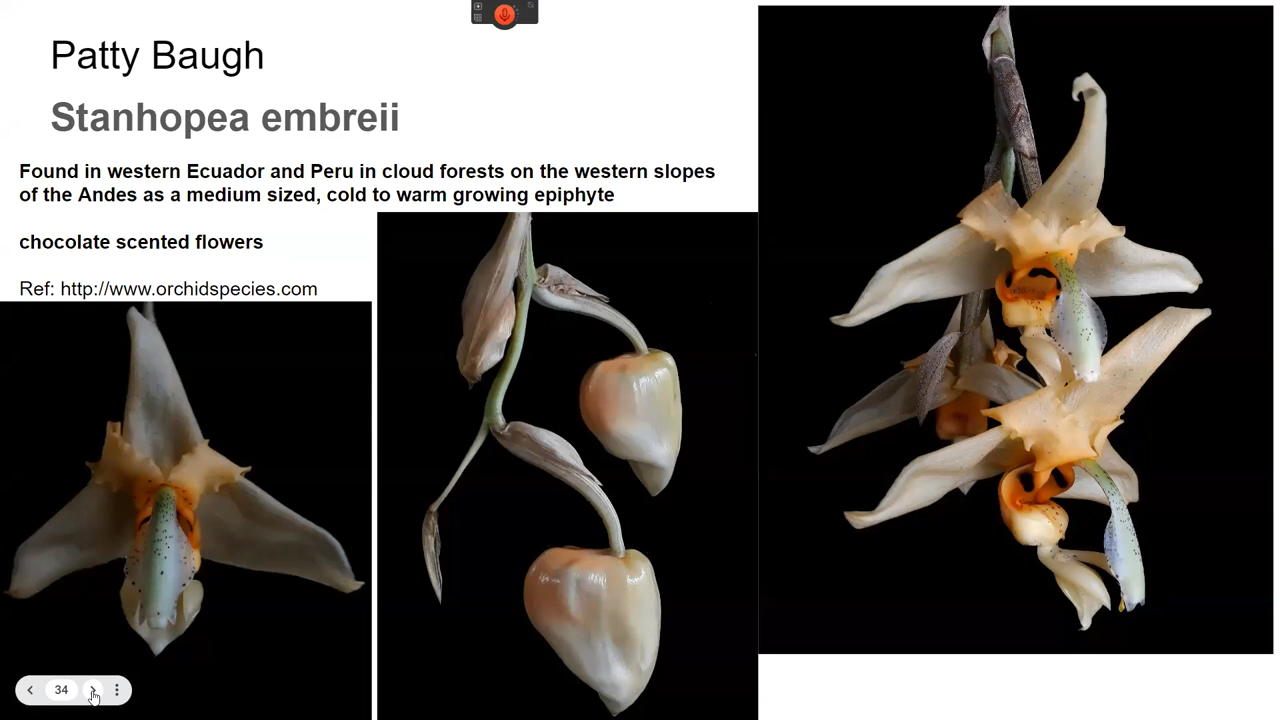 Patty Baugh
Stanhopea embreii
Found in western Ecuador and Peru in cloud forests on the western slopes
of the Andes as a medium sized, cold to warm growing epiphyte
chocolate scented flowers
Ref: http://www.orchidspecies.com
34